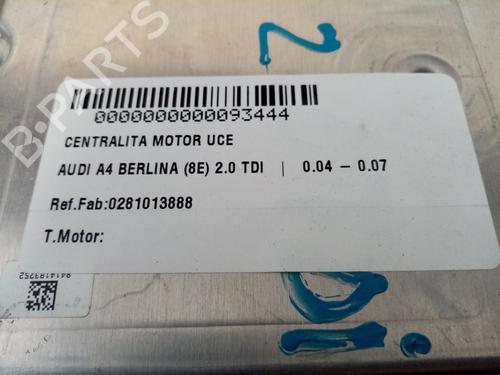 2
0000000000093444
CENTRALITA MOTOR UCE
AUDI A4 BERLINA (8E) 2.0 TDI | 0.04 – 0.07
Ref.Fab:0281013888
T.Motor:
B-PARTS